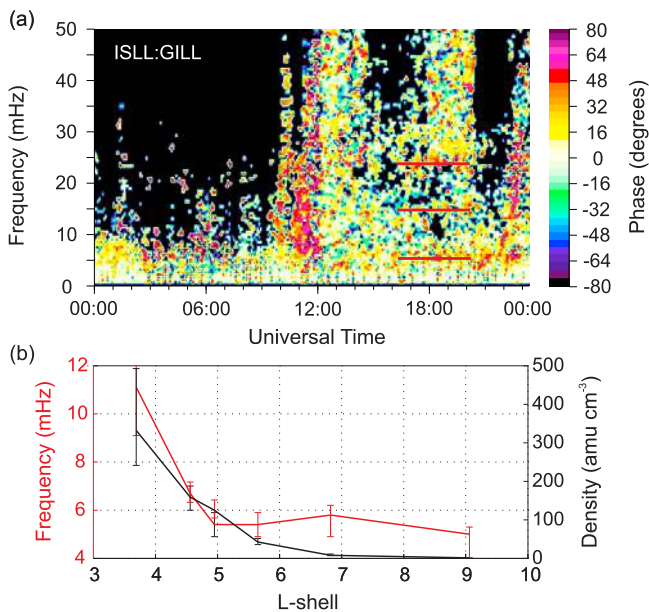 (a)
ISLL:GILL
50
40
30
20
10
0
Frequency (mHz)
00:00 06:00 12:00 18:00 00:00
Universal Time
80
64
48
32
16
0
-16
-32
-48
-64
-80
Phase (degrees)
(b)
12
10
8
6
4
Frequency (mHz)
500
400
300
200
100
0
Density (amu cm-3)
3 4 5 6 7 8 9 10
L-shell